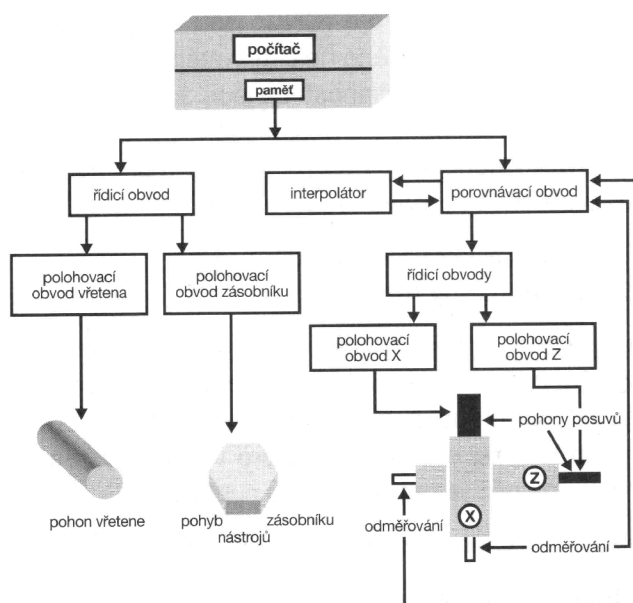 počítač
paměť
řídicí obvod
interpolátor
porovnávací obvod
polohovací
obvod vřetena
polohovací
obvod zásobníku
řídicí obvody
polohovací
obvod X
polohovací
obvod Z
pohony posuvů
Z
X
pohon vřetene
pohyb zásobníku
nástrojů
odměřování
odměřování